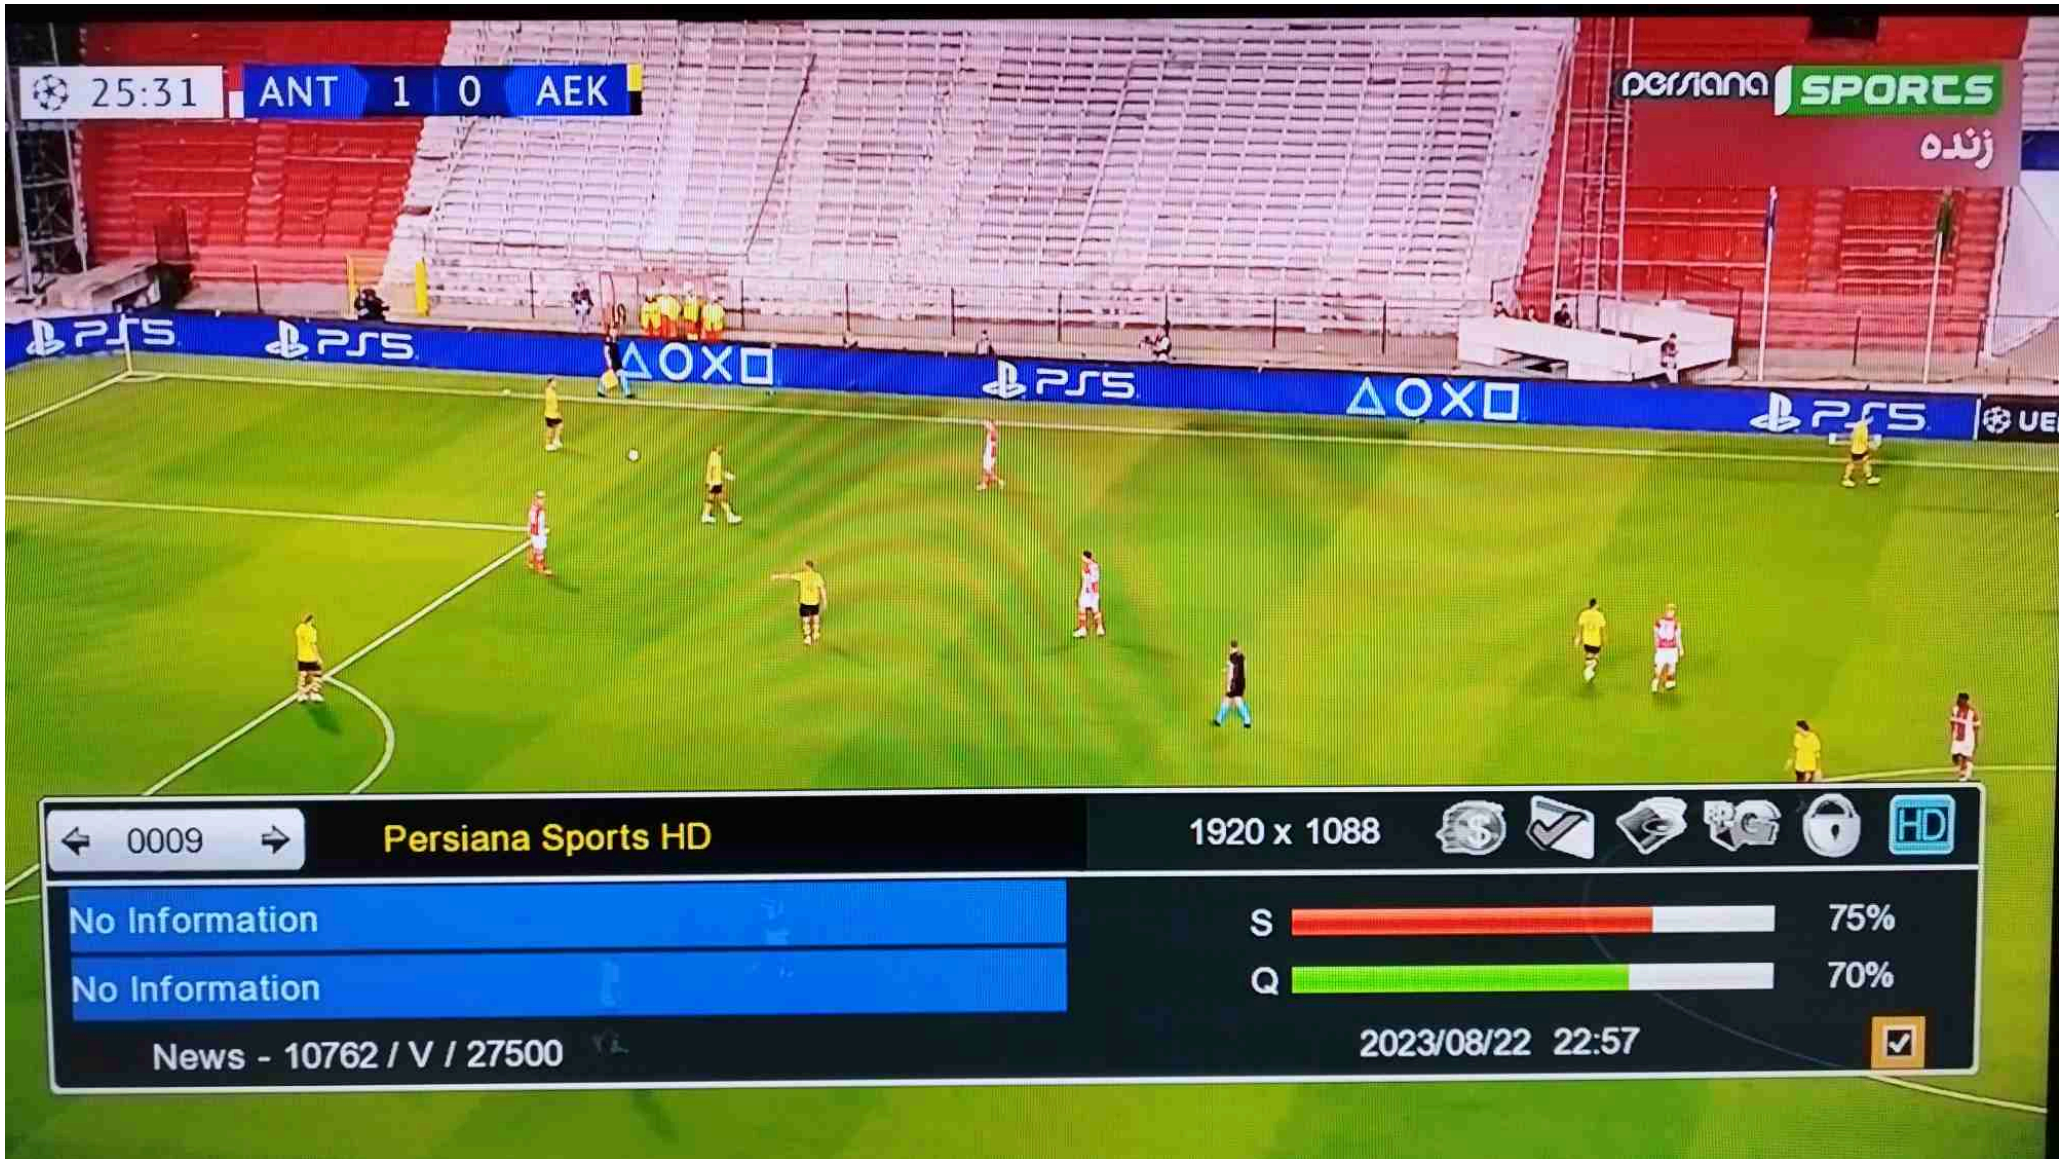 25:31 ANT 1 0 AEK
persiana SPORTS
زنده
PS5 PS5 PS5 PS5 UE
0009 Persiana Sports HD 1920 x 1088 HD
No Information
S 75%
No Information
Q 70%
News - 10762 / V / 27500 2023/08/22 22:57